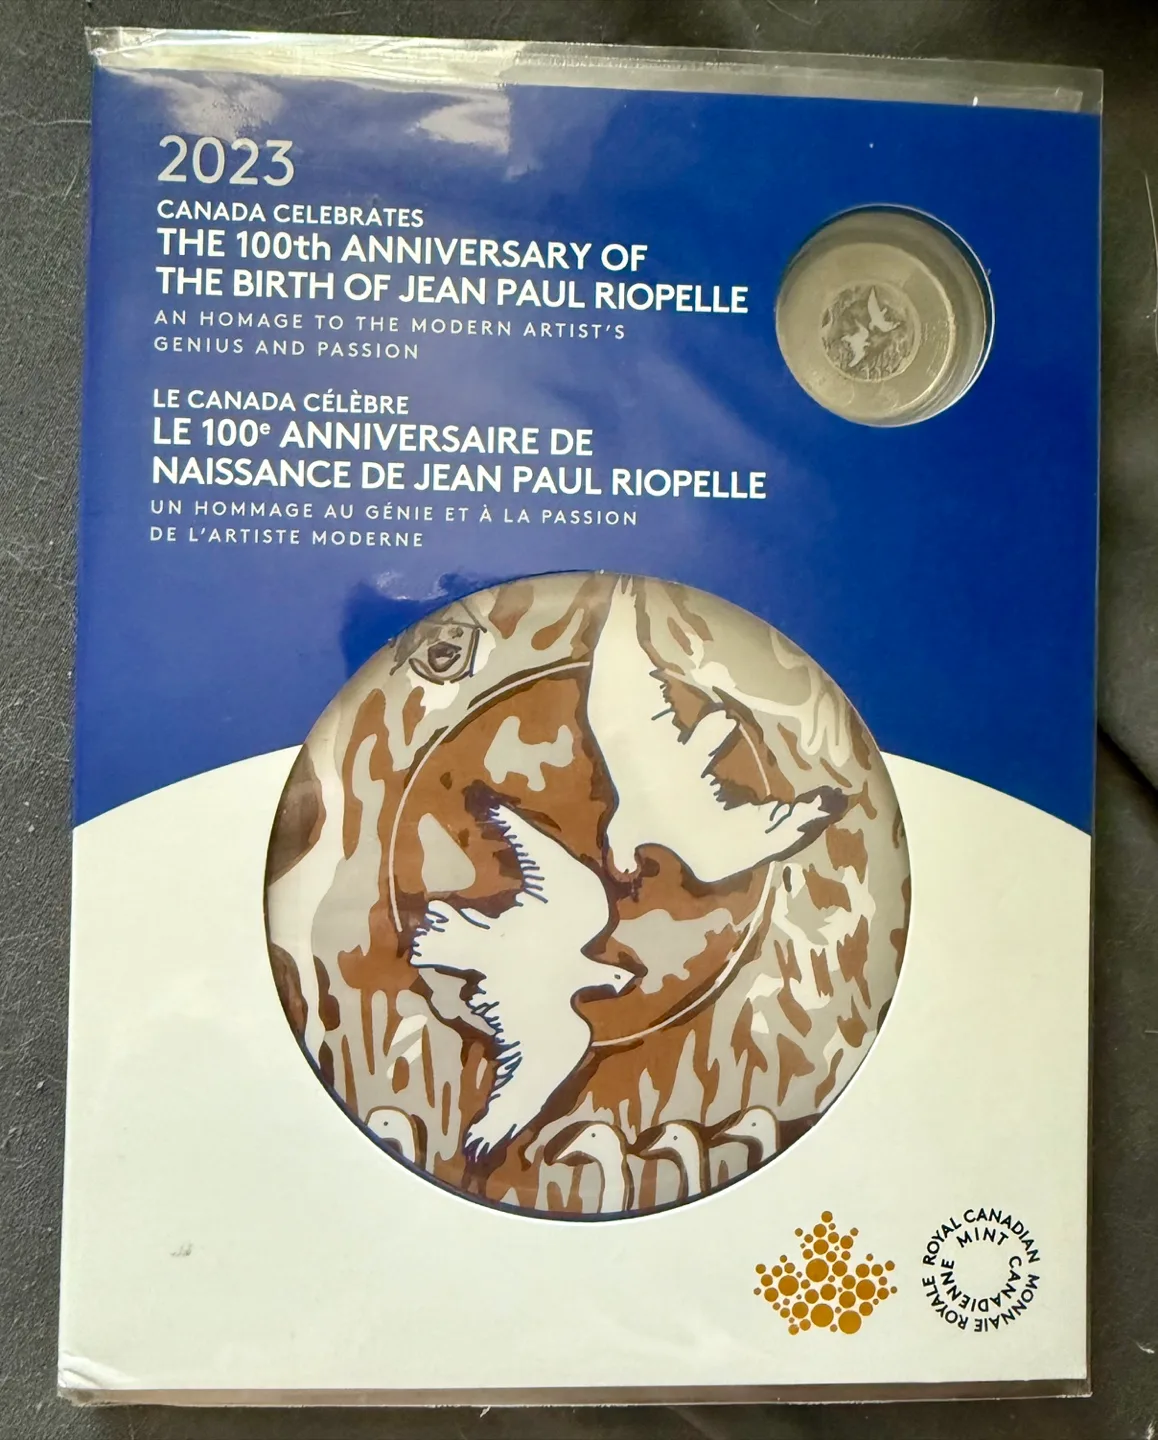 2023
CANADA CELEBRATES
THE 100th ANNIVERSARY OF
THE BIRTH OF JEAN PAUL RIOPELLE
AN HOMAGE TO THE MODERN ARTIST'S
GENIUS AND PASSION
LE CANADA CÉLÈBRE
LE 100e ANNIVERSAIRE DE
NAISSANCE DE JEAN PAUL RIOPELLE
UN HOMMAGE AU GÉNIE ET À LA PASSION
DE L'ARTISTE MODERNE
ROYAL CANADIAN MINT
MONNAIE ROYALE CANADIENNE